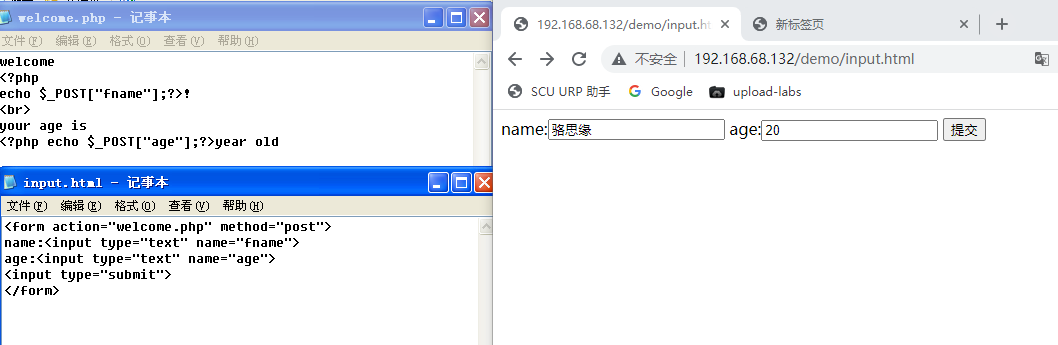 welcome.php - 记事本
文件(F) 编辑(E) 格式(O) 查看(V) 帮助(H)
welcome
<?php
echo $_POST["fname"];?>!
<br>
your age is
<?php echo $_POST["age"];?>year old
input.html - 记事本
文件(F) 编辑(E) 格式(O) 查看(V) 帮助(H)
<form action="welcome.php" method="post">
name:<input type="text" name="fname">
age:<input type="text" name="age">
<input type="submit">
</form>
192.168.68.132/demo/input.ht 新标签页
不安全 192.168.68.132/demo/input.html
SCU URP 助手 Google upload-labs
name:骆思缘 age:20 提交